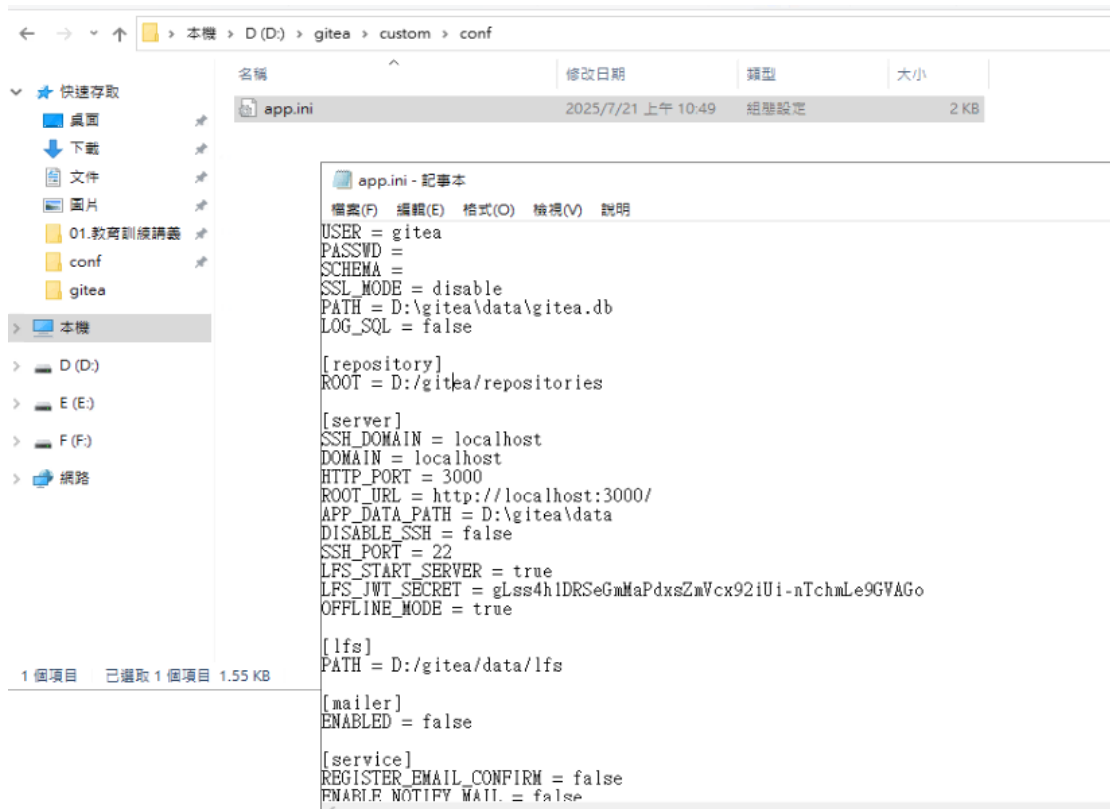 本機 › D (D:) › gitea › custom › conf
名稱 修改日期 類型 大小
快速存取
app.ini 2025/7/21 上午 10:49 組態設定 2 KB
桌面
下載
文件
圖片
01.教育訓練講義
conf
gitea
本機
D (D:)
E (E:)
F (F:)
網路
1 個項目 已選取 1 個項目 1.55 KB
app.ini - 記事本
檔案(F) 編輯(E) 格式(O) 檢視(V) 說明
USER = gitea
PASSWD =
SCHEMA =
SSL_MODE = disable
PATH = D:\gitea\data\gitea.db
LOG_SQL = false
[repository]
ROOT = D:/gitea/repositories
[server]
SSH_DOMAIN = localhost
DOMAIN = localhost
HTTP_PORT = 3000
ROOT_URL = http://localhost:3000/
APP_DATA_PATH = D:\gitea\data
DISABLE_SSH = false
SSH_PORT = 22
LFS_START_SERVER = true
LFS_JWT_SECRET = gLss4h1DRSeGmMaPdxsZmVcx92iUi-nTchmLe9GVAGo
OFFLINE_MODE = true
[lfs]
PATH = D:/gitea/data/lfs
[mailer]
ENABLED = false
[service]
REGISTER_EMAIL_CONFIRM = false
ENABLE_NOTIFY_MAIL = false